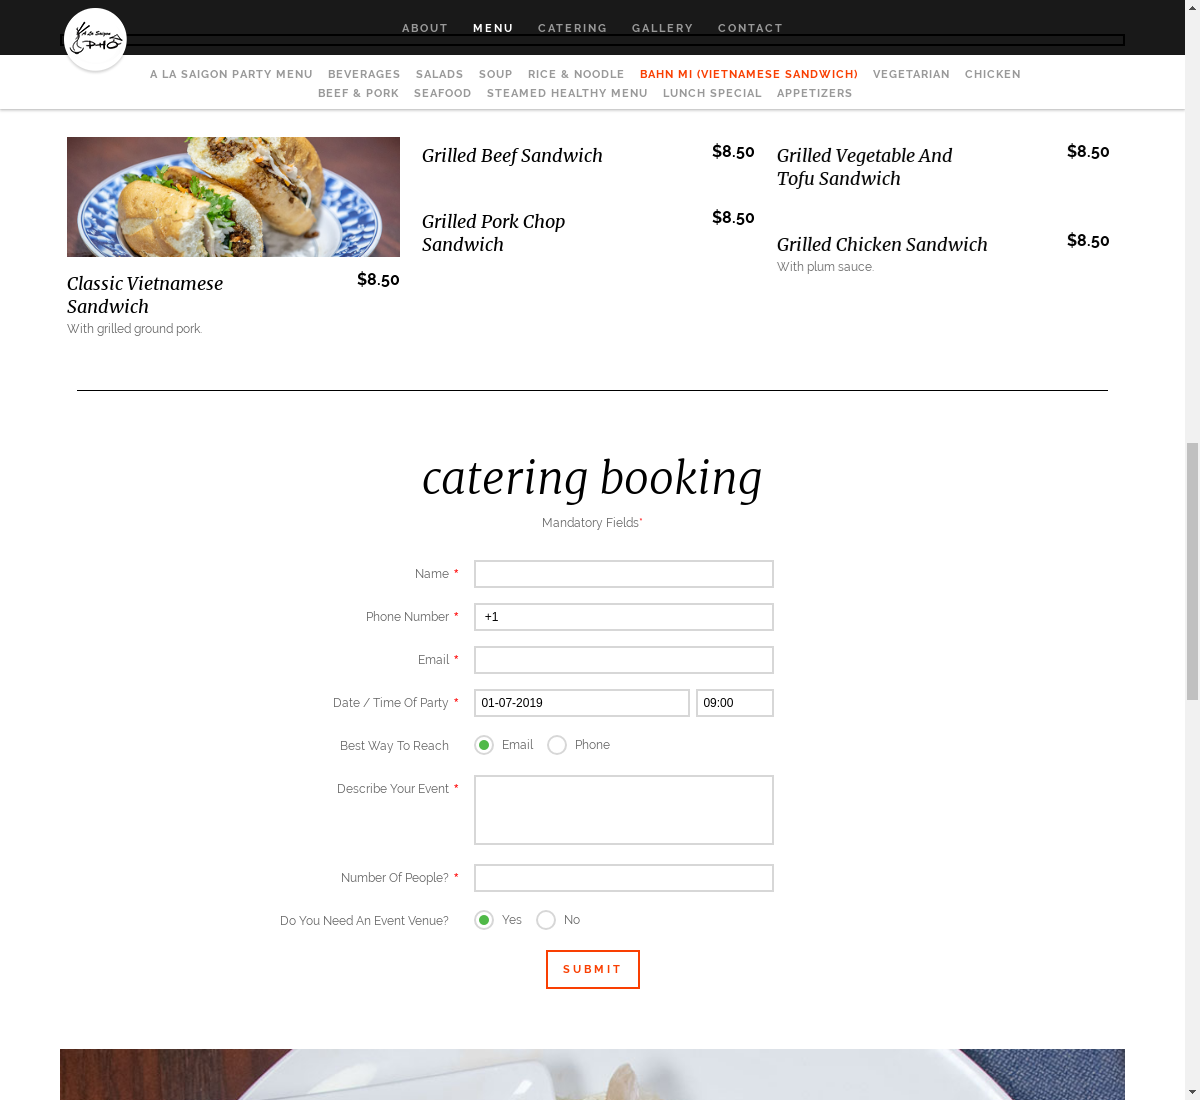 A La Saigon
PHO
ABOUT MENU CATERING GALLERY CONTACT
A LA SAIGON PARTY MENU BEVERAGES SALADS SOUP RICE & NOODLE BAHN MI (VIETNAMESE SANDWICH) VEGETARIAN CHICKEN
BEEF & PORK SEAFOOD STEAMED HEALTHY MENU LUNCH SPECIAL APPETIZERS
Classic Vietnamese $8.50
Sandwich
With grilled ground pork.
Grilled Beef Sandwich $8.50
Grilled Pork Chop $8.50
Sandwich
Grilled Vegetable And $8.50
Tofu Sandwich
Grilled Chicken Sandwich $8.50
With plum sauce.
catering booking
Mandatory Fields*
Name *
Phone Number * +1
Email *
Date / Time Of Party * 01-07-2019 09:00
Best Way To Reach Email Phone
Describe Your Event *
Number Of People? *
Do You Need An Event Venue? Yes No
SUBMIT